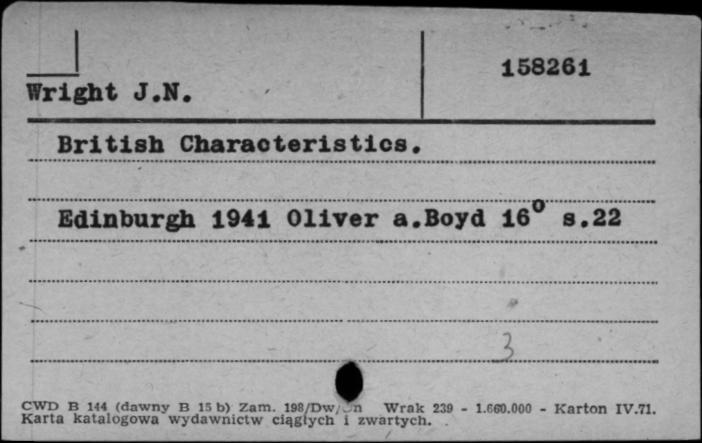 158261
Wright J.N.
British Characteristics.
Edinburgh 1941 Oliver a.Boyd 16⁰ s.22
3
CWD B 144 (dawny B 15 b) Zam. 198/Dw/ Wrak 239 - 1.660.000 - Karton IV.71.
Karta katalogowa wydawnictw ciągłych i zwartych.